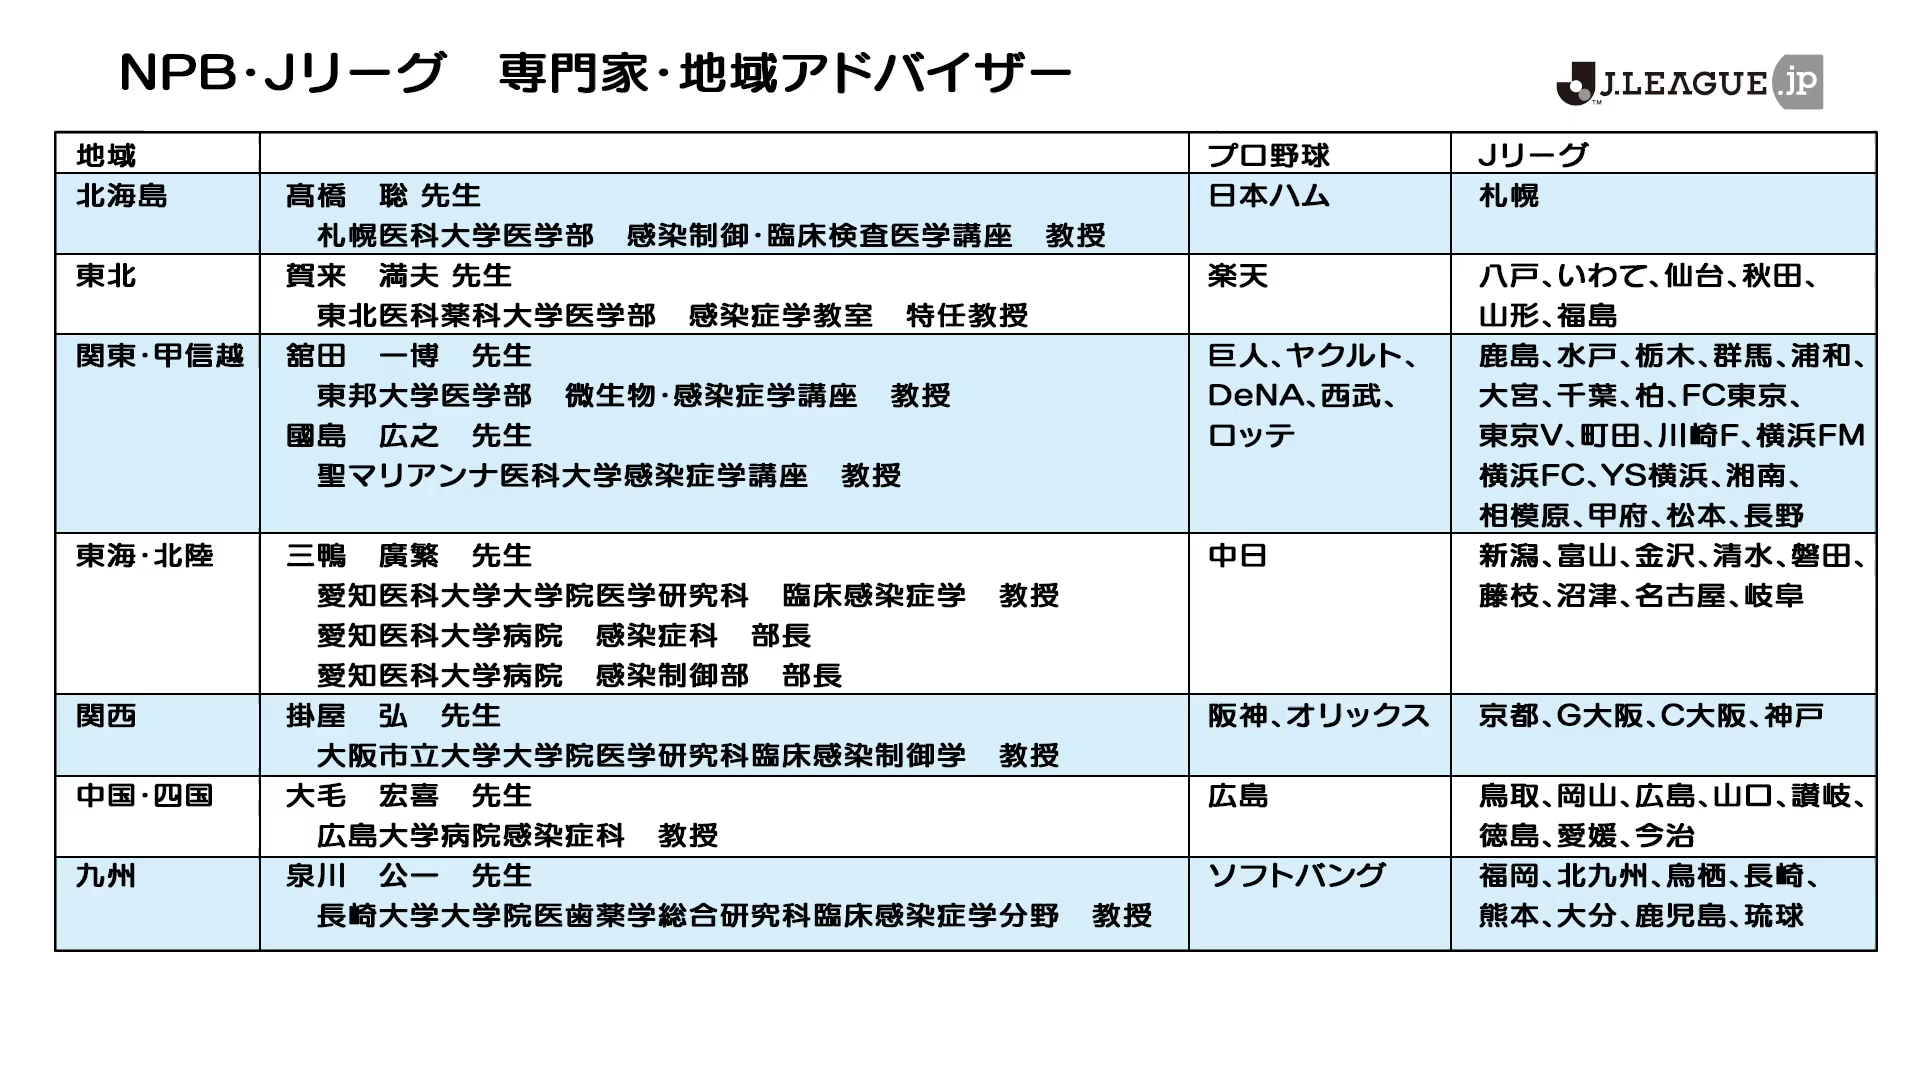 NPB・Jリーグ　専門家・地域アドバイザー
J.LEAGUE.jp
TM
地域 プロ野球 Jリーグ
北海島 髙橋　聡 先生 日本ハム 札幌
札幌医科大学医学部　感染制御・臨床検査医学講座　教授
東北 賀来　満夫 先生 楽天 八戸、いわて、仙台、秋田、
東北医科薬科大学医学部　感染症学教室　特任教授 山形、福島
関東・甲信越 舘田　一博　先生 巨人、ヤクルト、 鹿島、水戸、栃木、群馬、浦和、
東邦大学医学部　微生物・感染症学講座　教授 DeNA、西武、 大宮、千葉、柏、FC東京、
國島　広之　先生 ロッテ 東京V、町田、川崎F、横浜FM
聖マリアンナ医科大学感染症学講座　教授 横浜FC、YS横浜、湘南、
相模原、甲府、松本、長野
東海・北陸 三鴨　廣繁　先生 中日 新潟、富山、金沢、清水、磐田、
愛知医科大学大学院医学研究科　臨床感染症学　教授 藤枝、沼津、名古屋、岐阜
愛知医科大学病院　感染症科　部長
愛知医科大学病院　感染制御部　部長
関西 掛屋　弘　先生 阪神、オリックス 京都、G大阪、C大阪、神戸
大阪市立大学大学院医学研究科臨床感染制御学　教授
中国・四国 大毛　宏喜　先生 広島 鳥取、岡山、広島、山口、讃岐、
広島大学病院感染症科　教授 徳島、愛媛、今治
九州 泉川　公一　先生 ソフトバング 福岡、北九州、鳥栖、長崎、
長崎大学大学院医歯薬学総合研究科臨床感染症学分野　教授 熊本、大分、鹿児島、琉球